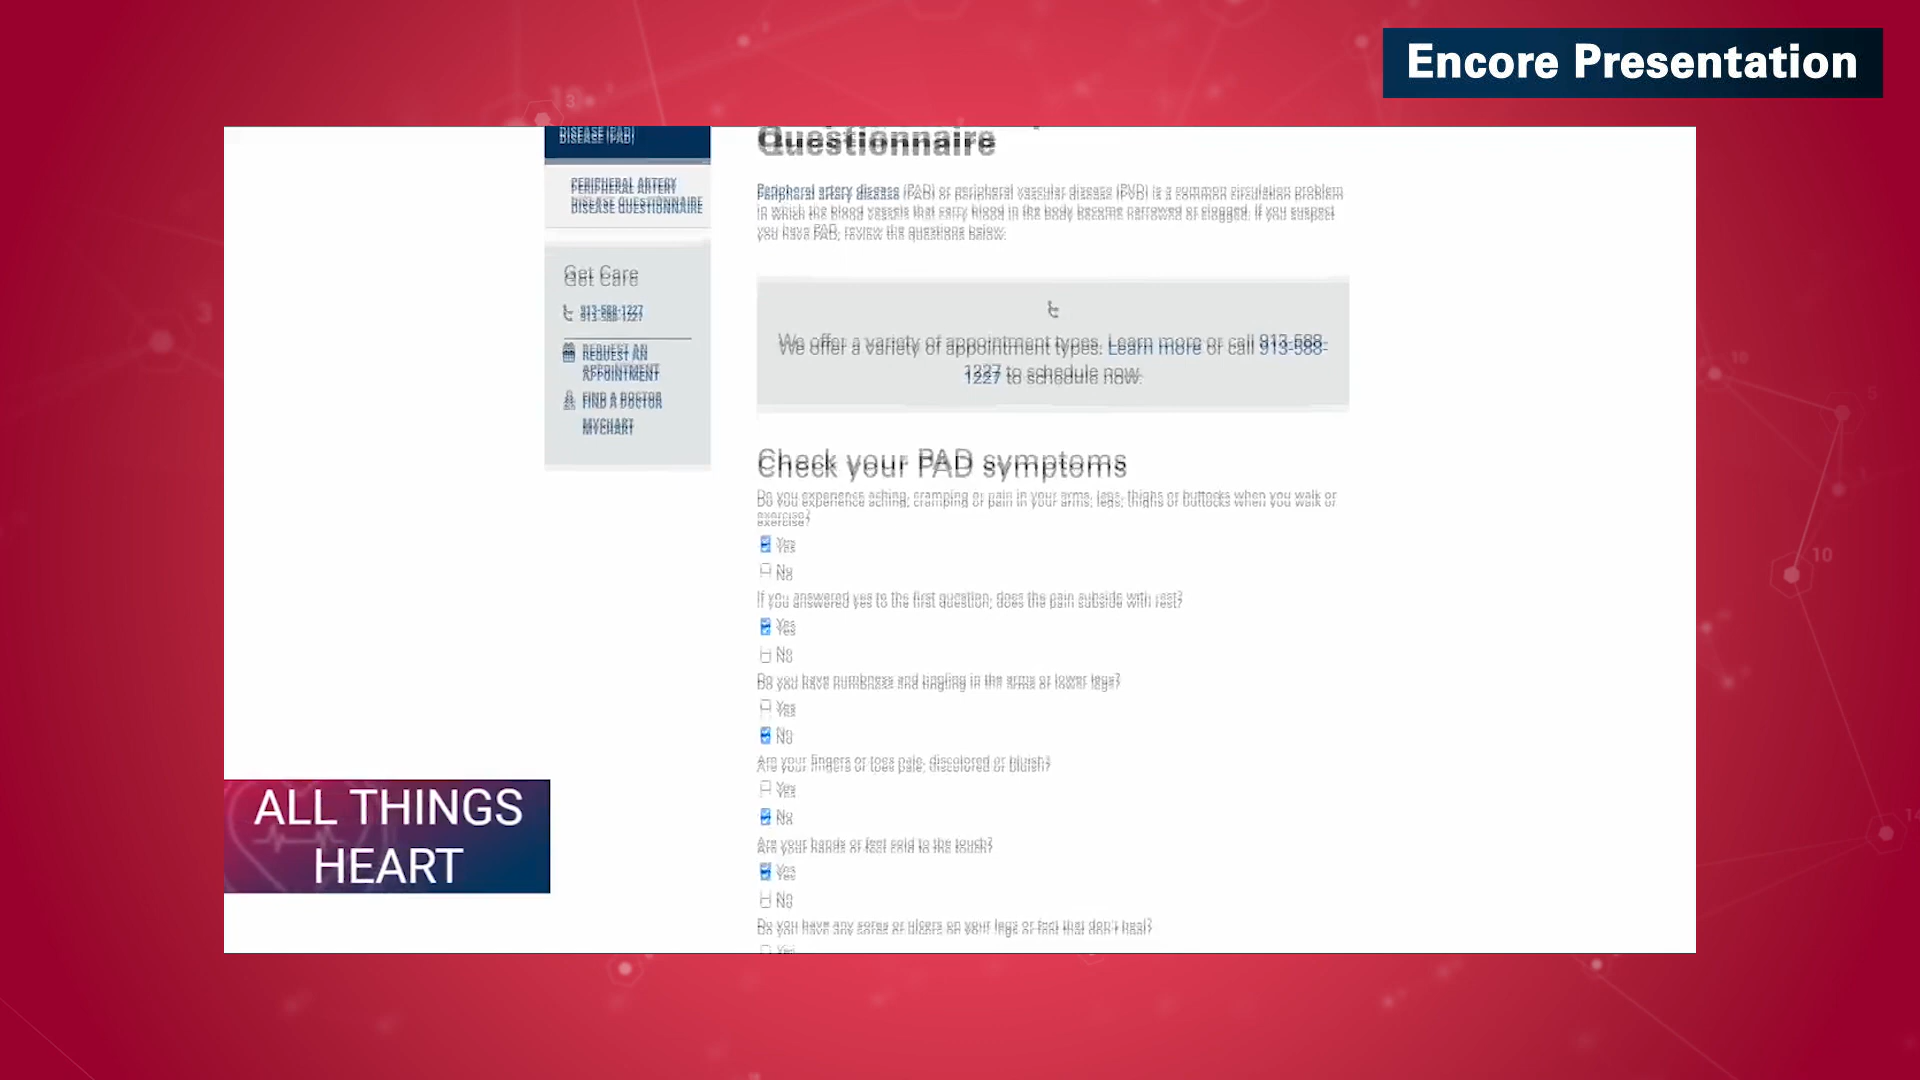 Encore Presentation
DISEASE (PAD)
PERIPHERAL ARTERY
DISEASE QUESTIONNAIRE
Get Care
913-588-1227
REQUEST AN
APPOINTMENT
FIND A DOCTOR
MYCHART
Questionnaire
Peripheral artery disease (PAD) or peripheral vascular disease (PVD) is a common circulation problem
in which the blood vessels that carry blood in the body become narrowed or clogged. If you suspect
you have PAD, review the questions below.
We offer a variety of appointment types. Learn more or call 913-588-
1227 to schedule now.
Check your PAD symptoms
Do you experience aching, cramping or pain in your arms, legs, thighs or buttocks when you walk or
exercise?
Yes
No
If you answered yes to the first question, does the pain subside with rest?
Yes
No
Do you have numbness and tingling in the arms or lower legs?
Yes
No
Are your fingers or toes pale, discolored or bluish?
Yes
No
Are your hands or feet cold to the touch?
Yes
No
Do you have any sores or ulcers on your legs or feet that don't heal?
Yes
ALL THINGS
HEART
3
3
10
10